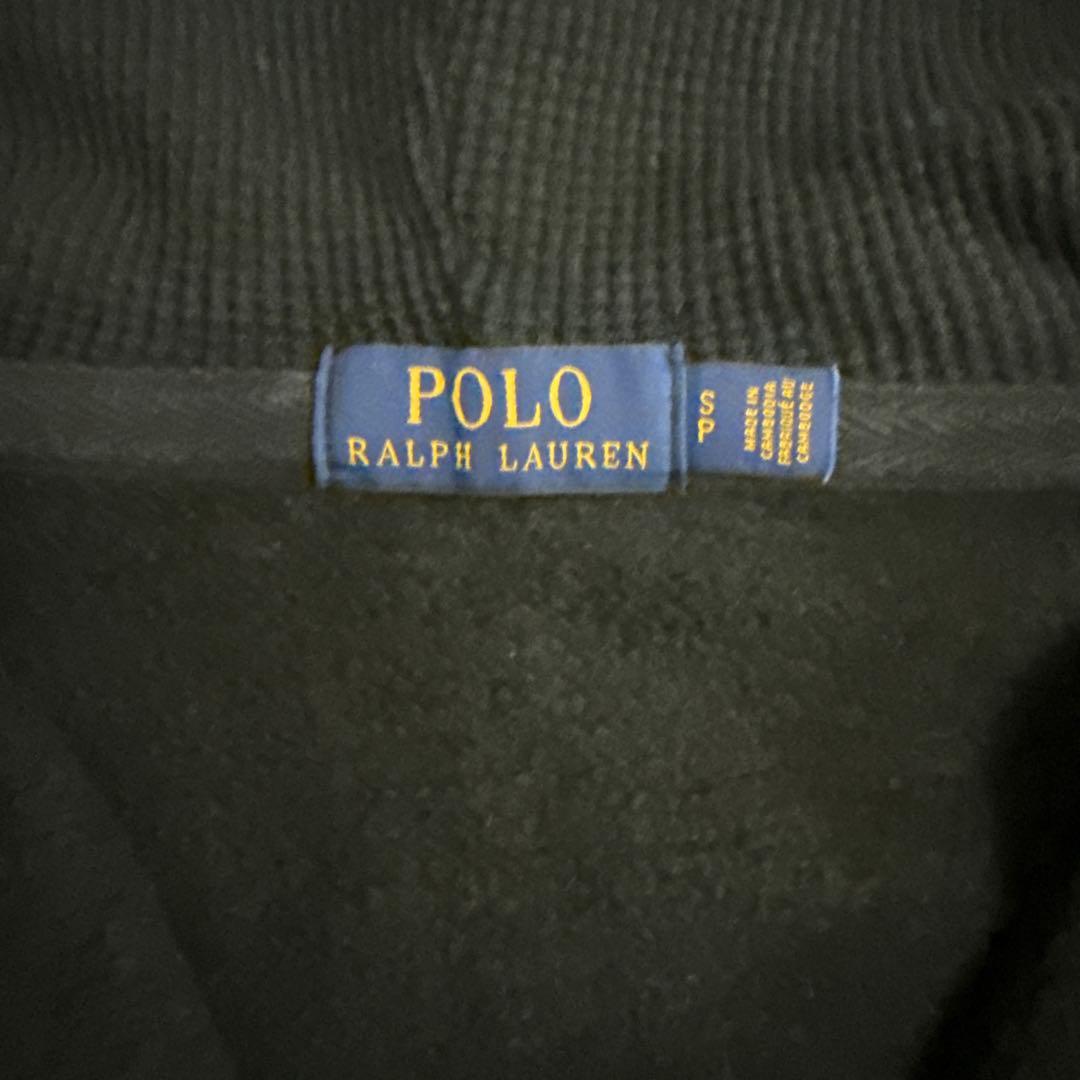 POLO
RALPH LAUREN
S
P
MADE IN
CAMBODIA
FABRIQUÉ AU
CAMBODGE